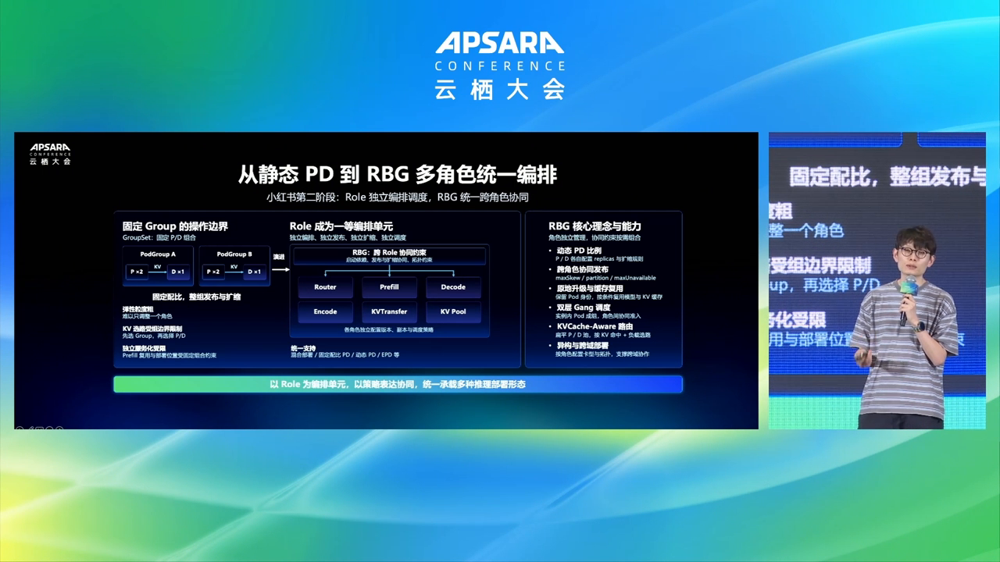 APSARA
CONFERENCE
云栖大会
APSARA
CONFERENCE
云栖大会
从静态 PD 到 RBG 多角色统一编排
小红书第二阶段：Role 独立编排调度，RBG 统一跨角色协同
固定 Group 的操作边界
GroupSet：固定 P/D 组合
PodGroup A
P ×2
KV
D ×1
PodGroup B
P ×2
KV
D ×1
演进
固定配比，整组发布与扩缩
弹性粒度粗
难以只调整一个角色
KV 选路受组边界限制
先选 Group，再选择 P/D
独立服务化受限
Prefill 复用与部署位置受固定组合约束
Role 成为一等编排单元
独立编排、独立发布、独立扩缩、独立调度
RBG：跨 Role 协同约束
启动依赖、发布与扩缩协同、拓扑约束
Router
Prefill
Decode
Encode
KVTransfer
KV Pool
各角色独立配置版本、副本与调度策略
统一支持
混合部署 / 固定配比 PD / 动态 PD / EPD 等
RBG 核心理念与能力
角色独立管理，协同约束按需组合
• 动态 PD 比例
P / D 各自配置 replicas 与扩缩规则
• 跨角色协同发布
maxSkew / partition / maxUnavailable
• 原地升级与缓存复用
保留 Pod 身份，按条件复用模型与 KV 缓存
• 双层 Gang 调度
实例内 Pod 成组，角色间协同准入
• KVCache-Aware 路由
扁平 P / D 池，按 KV 命中 + 负载选路
• 异构与跨域部署
按角色配置卡型与拓扑，支撑跨域协作
以 Role 为编排单元，以策略表达协同，统一承载多种推理部署形态
固定配比，整组发布与
度粗
整一个角色
受组边界限制
up，再选择 P/D
务化受限
用与部署位置
束